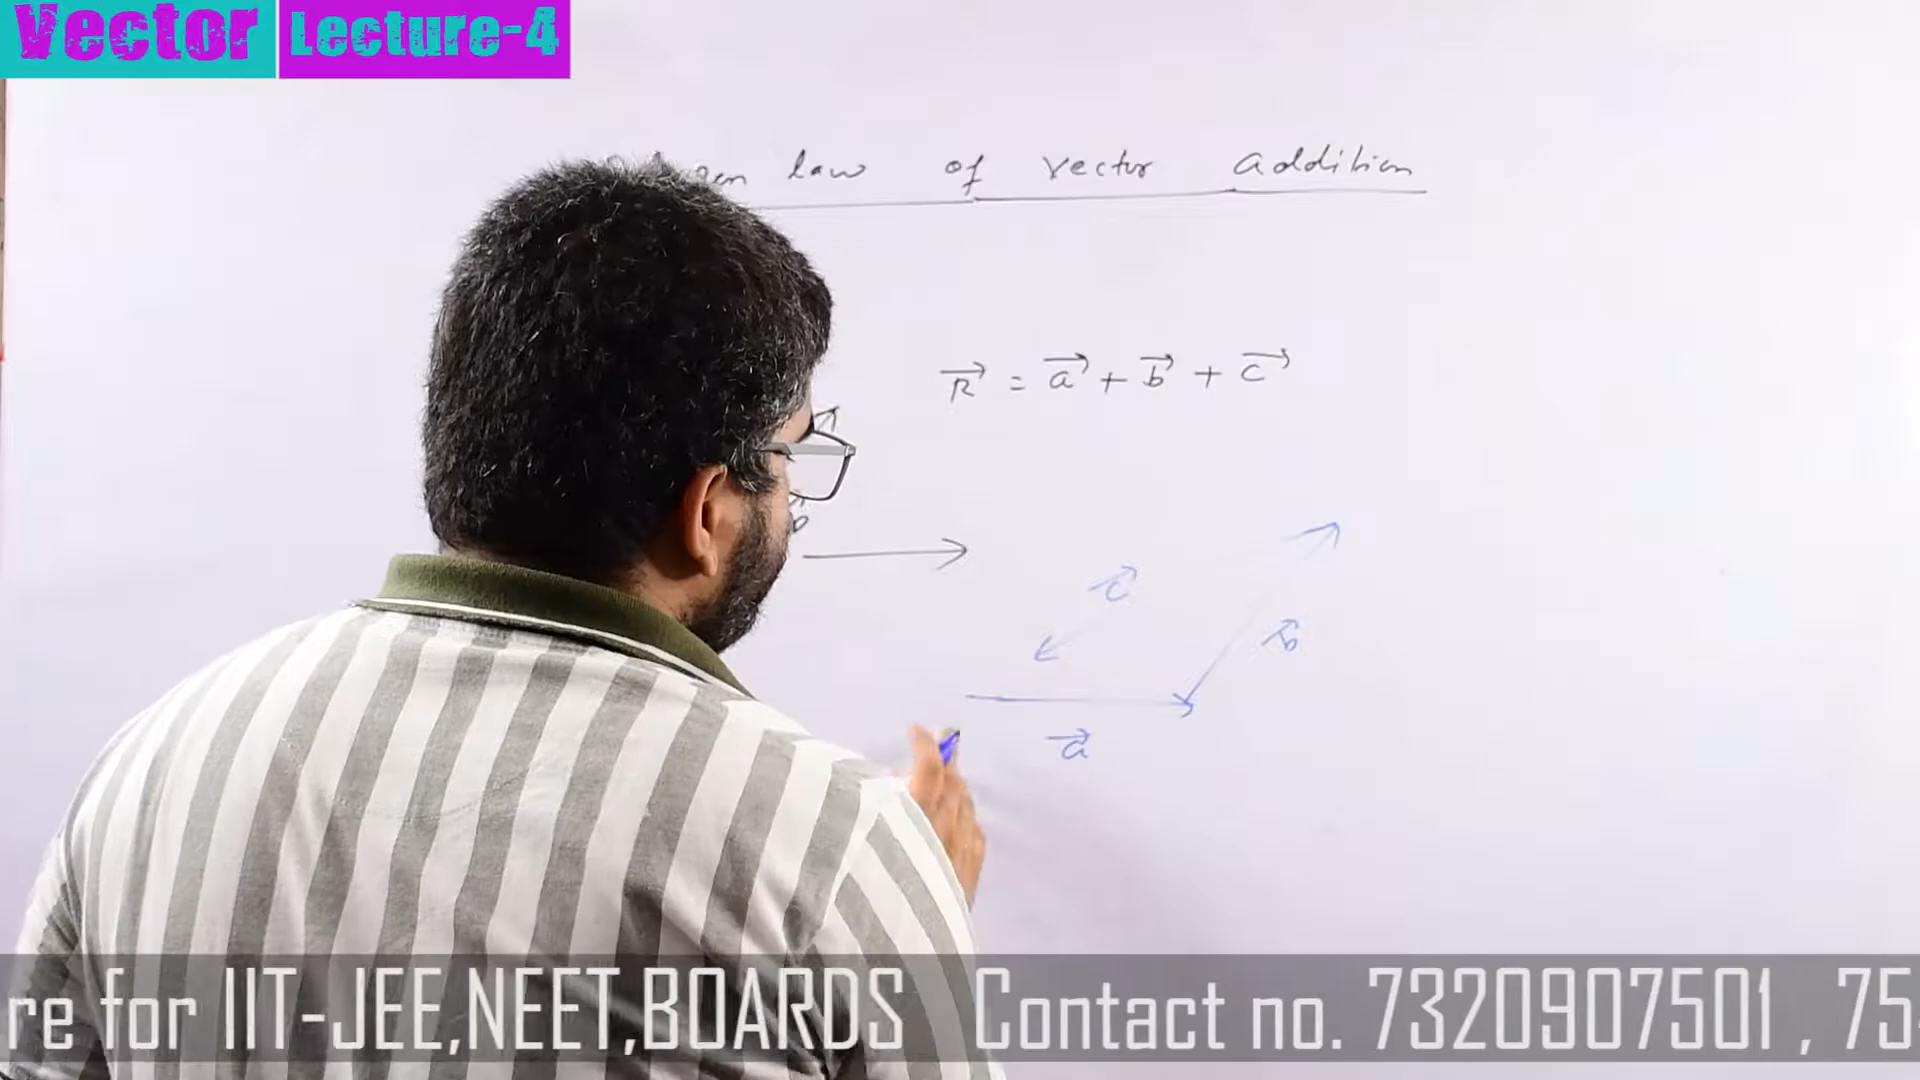 Vector Lecture-4
law of vector addition
R⃗ = a⃗ + b⃗ + c⃗
b⃗
c⃗
b⃗
a⃗
re for IIT-JEE,NEET,BOARDS Contact no. 7320907501 , 75